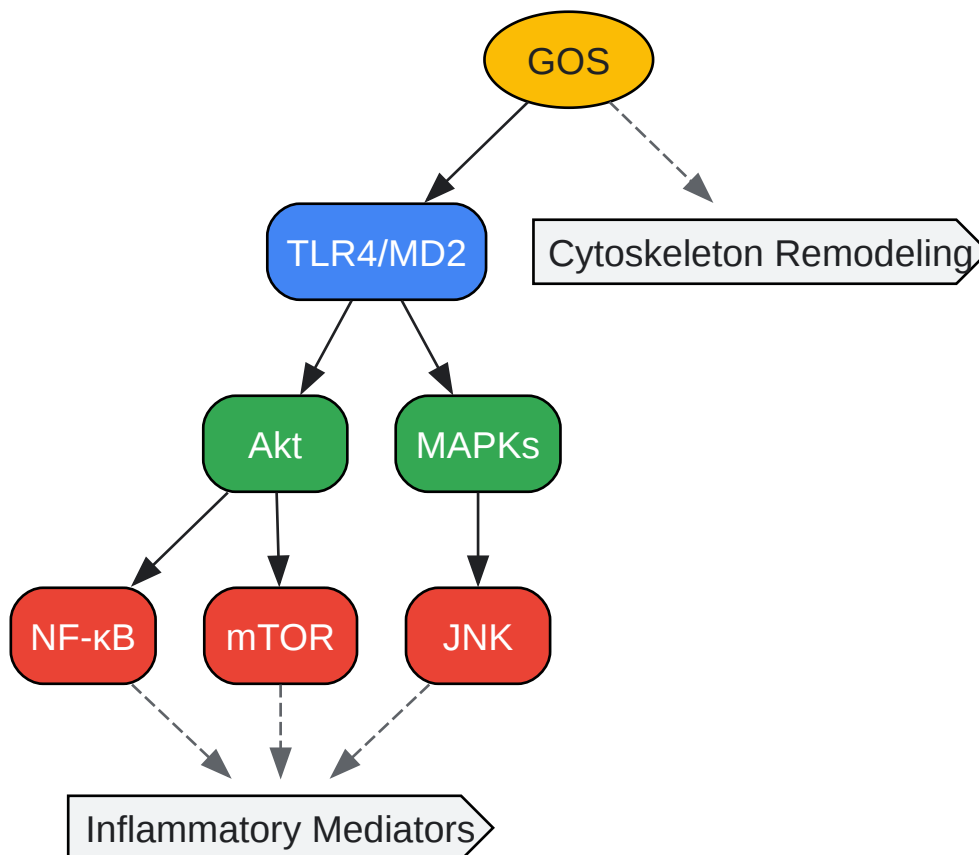 GOS
TLR4/MD2
Cytoskeleton Remodeling
Akt
MAPKs
NF-κB
mTOR
JNK
Inflammatory Mediators